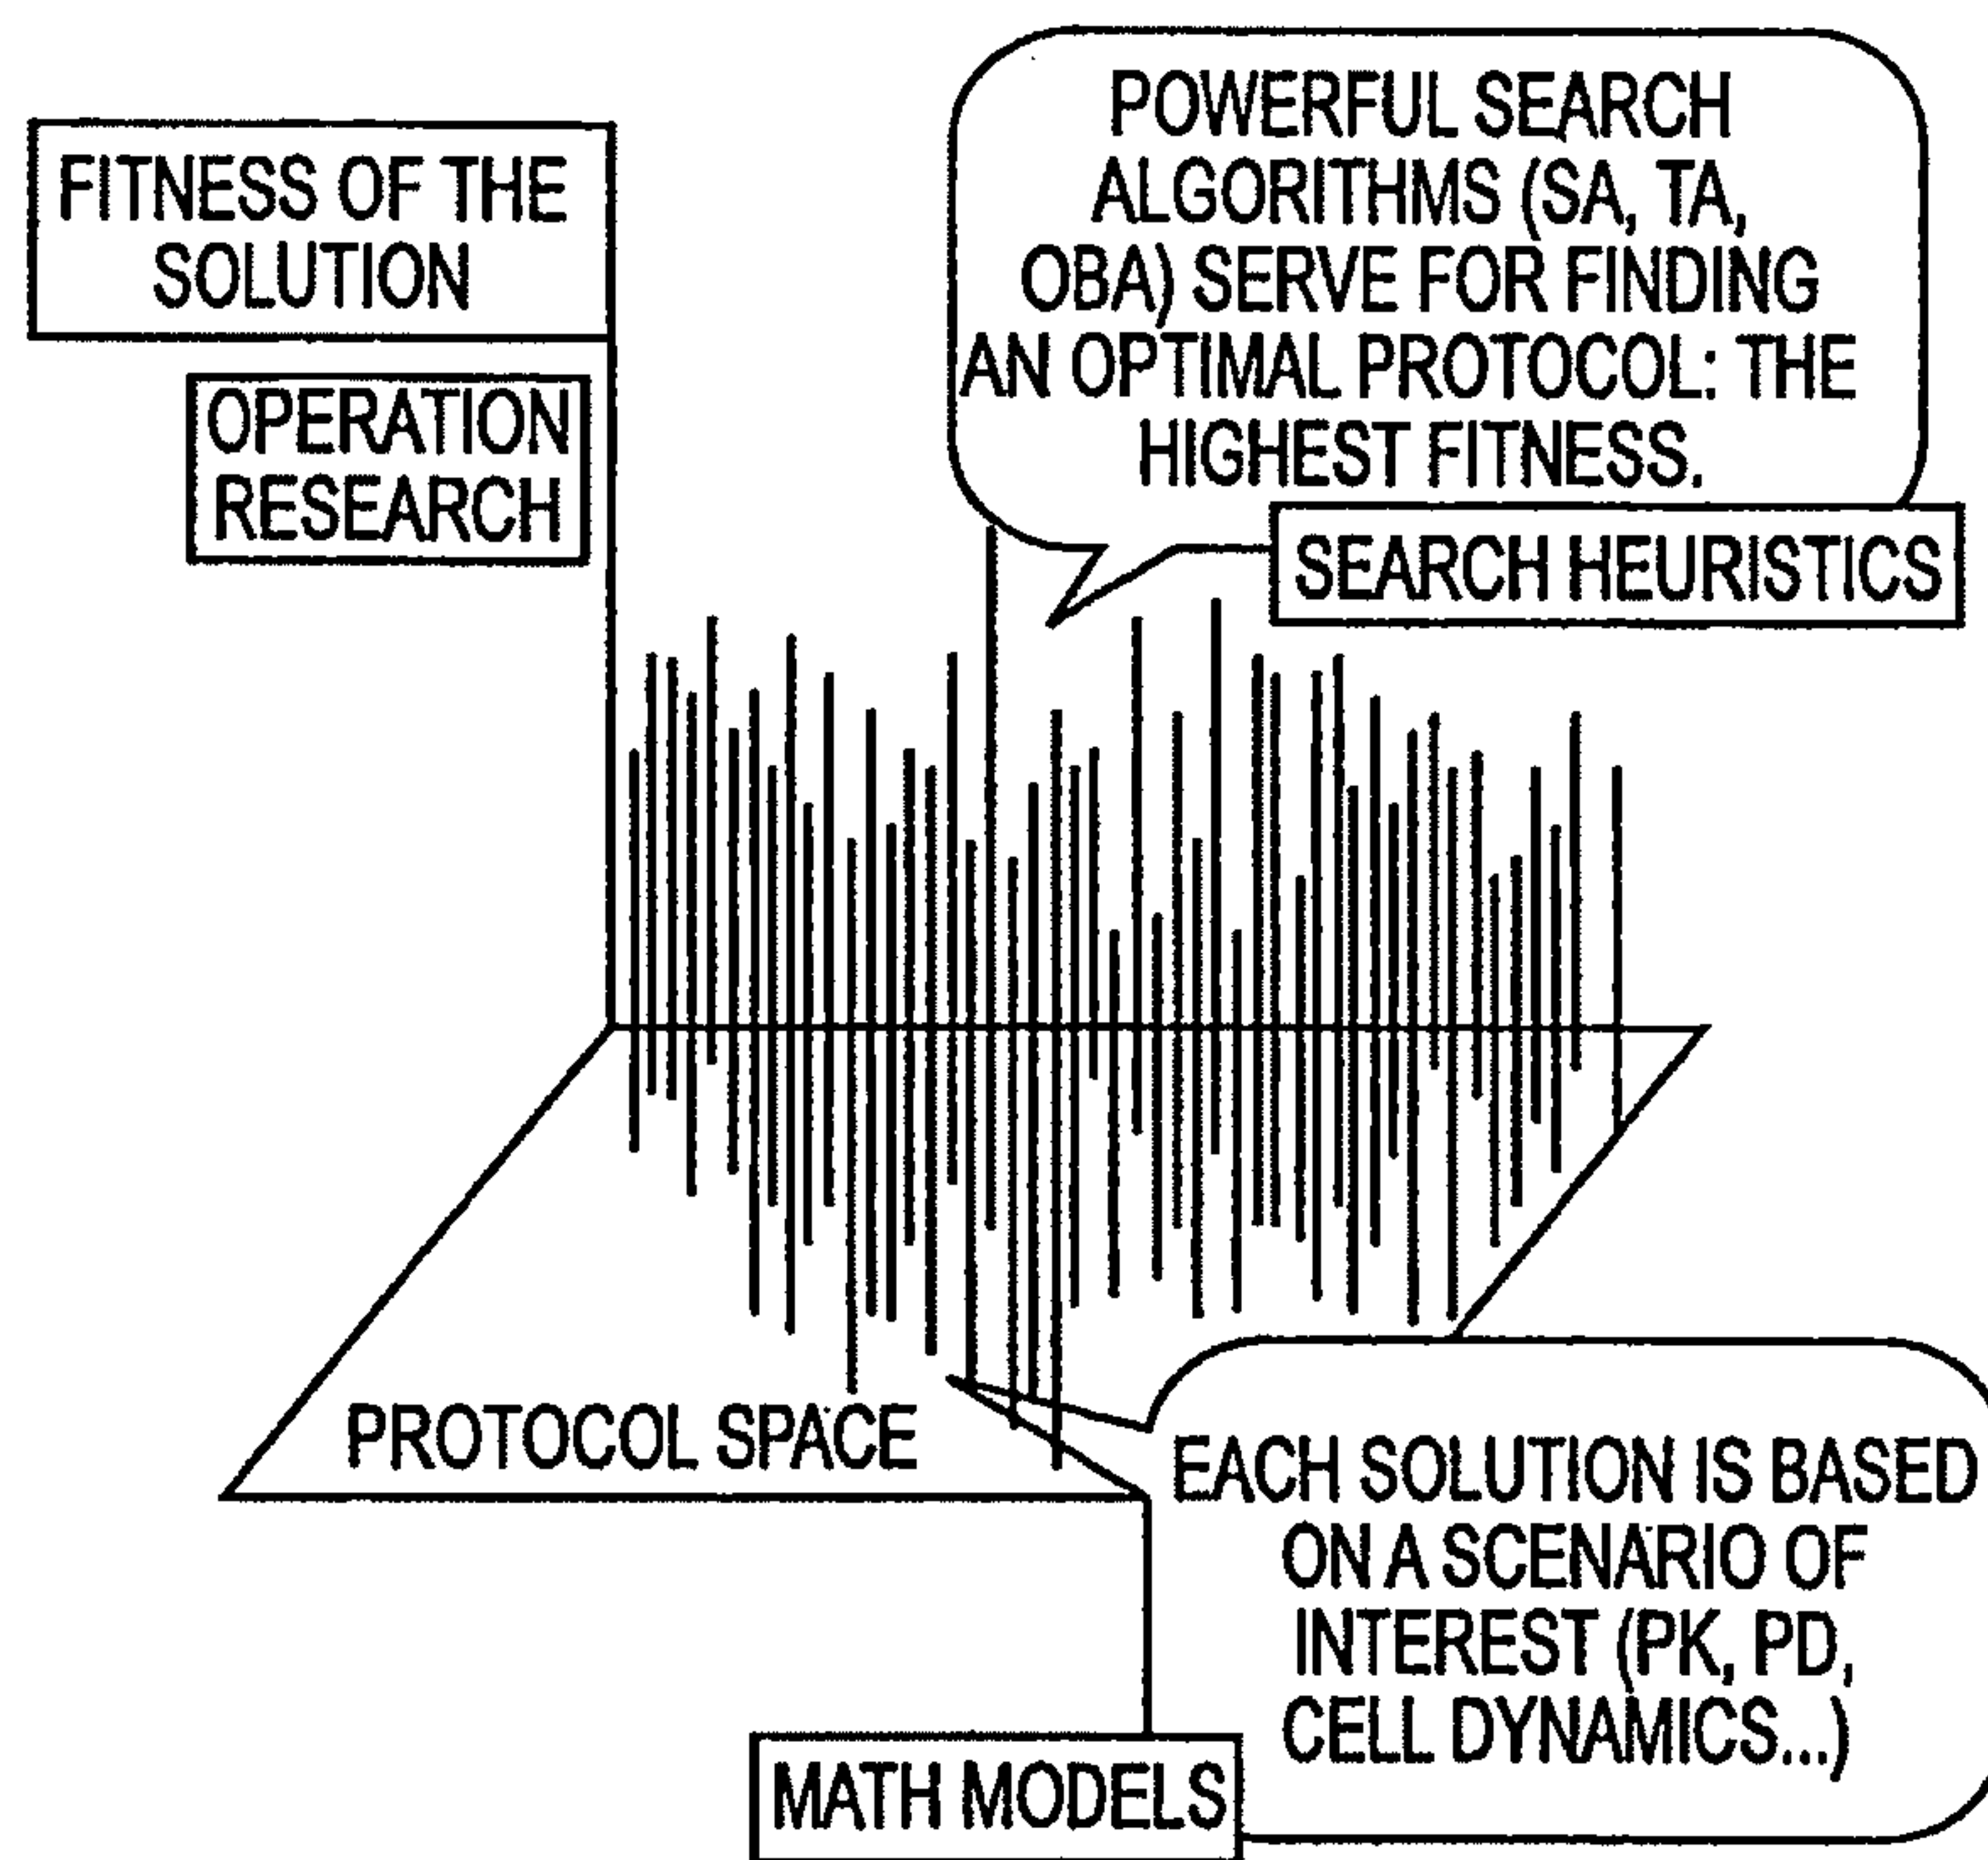 FITNESS OF THE
SOLUTION
OPERATION
RESEARCH
POWERFUL SEARCH
ALGORITHMS (SA, TA,
OBA) SERVE FOR FINDING
AN OPTIMAL PROTOCOL: THE
HIGHEST FITNESS.
SEARCH HEURISTICS
PROTOCOL SPACE
EACH SOLUTION IS BASED
ON A SCENARIO OF
INTEREST (PK, PD,
CELL DYNAMICS...)
MATH MODELS